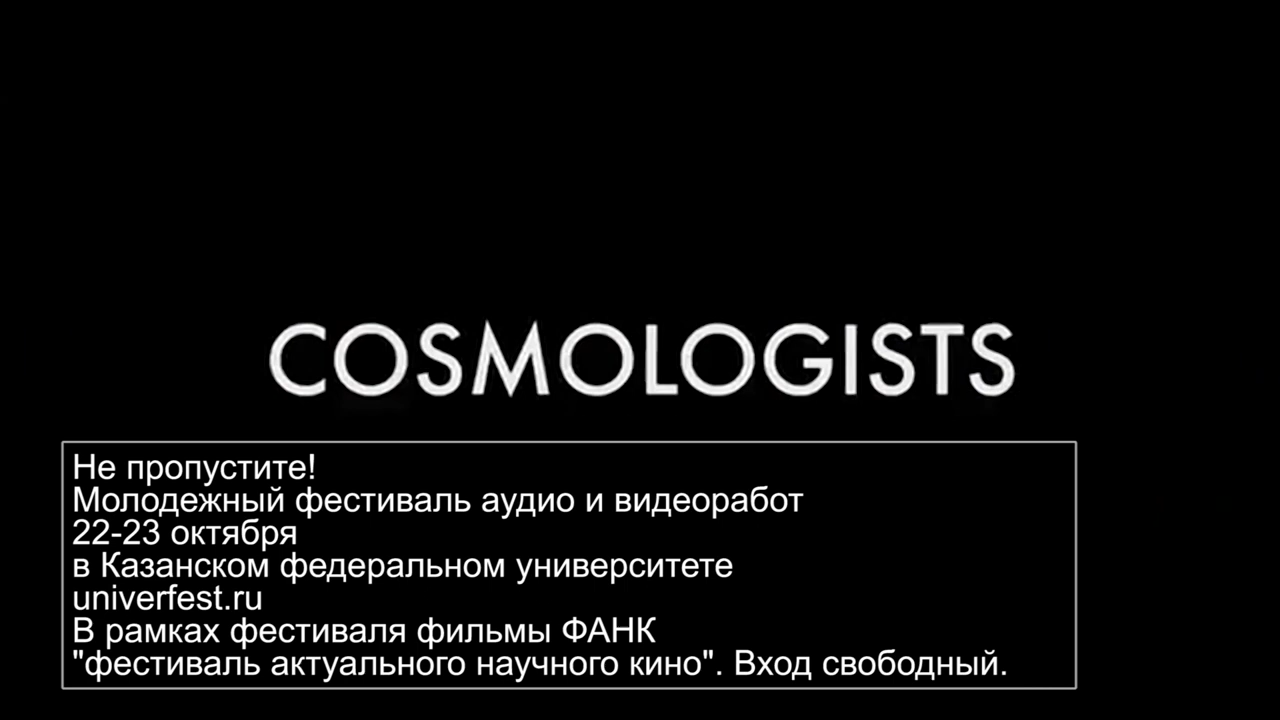 COSMOLOGISTS
Не пропустите!
Молодежный фестиваль аудио и видеоработ
22-23 октября
в Казанском федеральном университете
univerfest.ru
В рамках фестиваля фильмы ФАНК
"фестиваль актуального научного кино". Вход свободный.